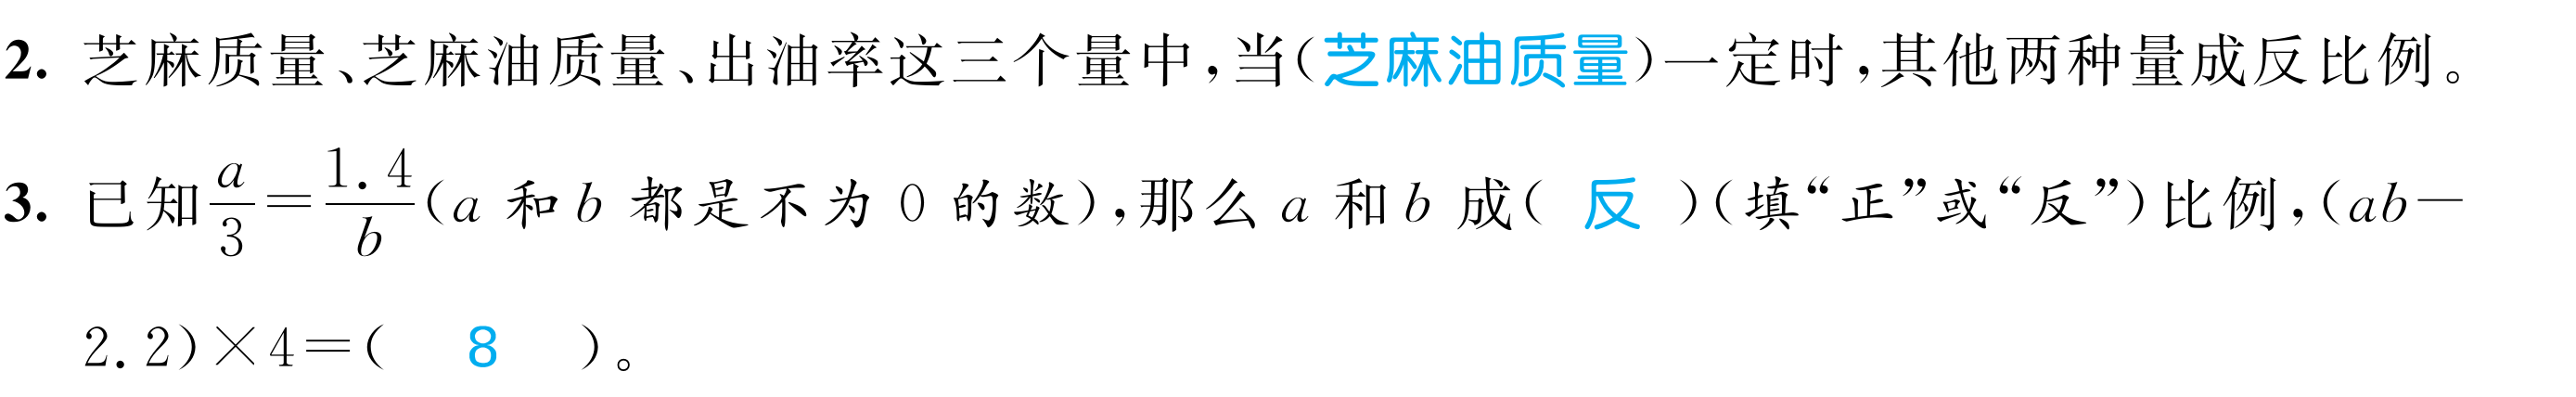 2. 芝麻质量、芝麻油质量、出油率这三个量中,当(芝麻油质量)一定时,其他两种量成反比例。
3. 已知a/3=1.4/b(a 和 b 都是不为 0 的数),那么 a 和 b 成( 反 )(填“正”或“反”)比例,(ab－
2.2)×4=( 8 )。